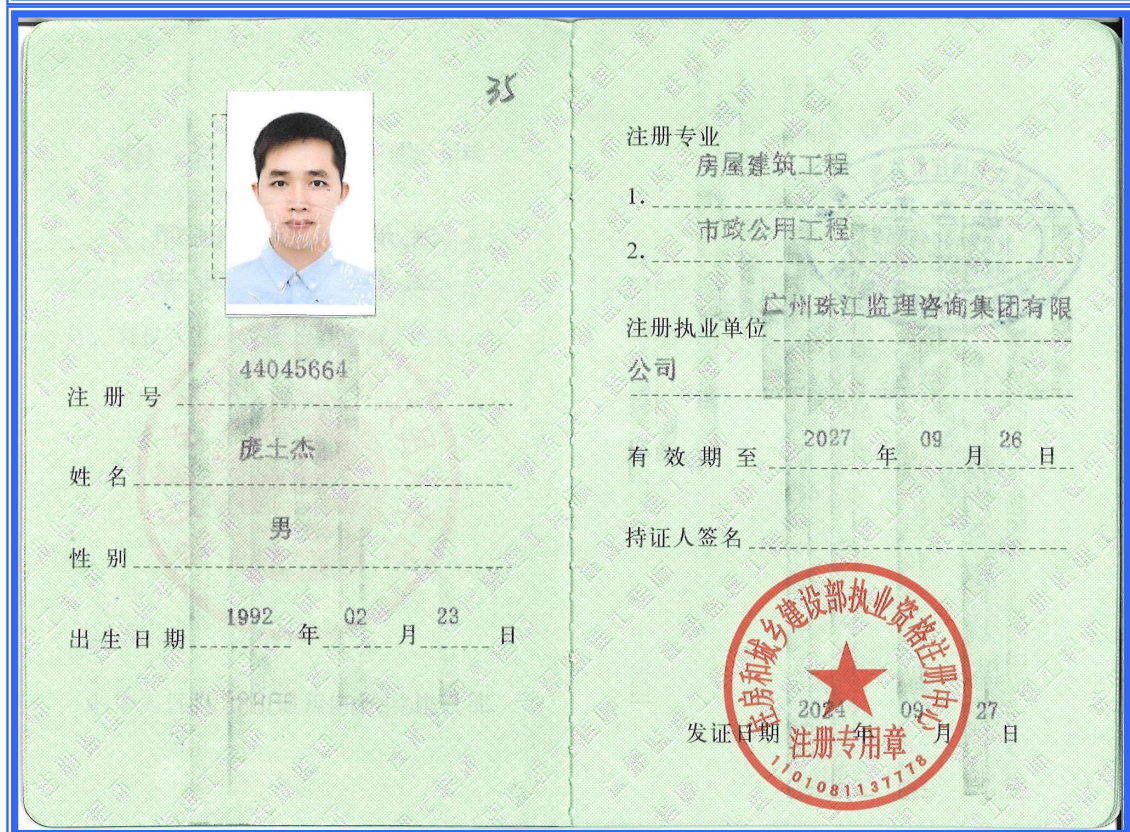 35
注册号 44045664
姓名 庞土杰
性别 男
出生日期 1992 年 02 月 23 日
注册专业
1. 房屋建筑工程
2. 市政公用工程
注册执业单位 广州珠江监理咨询集团有限
公司
有效期至 2027 年 09 月 26 日
持证人签名
住房和城乡建设部执业资格注册中心
发证日期 2024 年 09 月 27 日
注册专用章
1101081137778